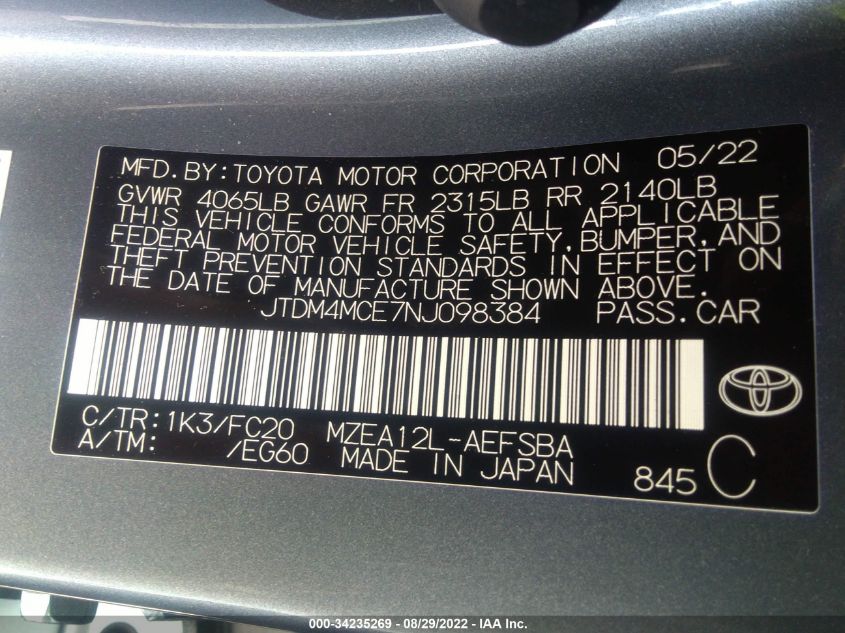 MFD.BY:TOYOTA MOTOR CORPORATION 05/22
GVWR 4065LB GAWR FR 2315LB RR 2140LB
THIS VEHICLE CONFORMS TO ALL APPLICABLE
FEDERAL MOTOR VEHICLE SAFETY,BUMPER,AND
THEFT PREVENTION STANDARDS IN EFFECT ON
THE DATE OF MANUFACTURE SHOWN ABOVE.
JTDM4MCE7NJ098384 PASS.CAR
C/TR:1K3/FC20 MZEA12L-AEFSBA
A/TM: /EG60 MADE IN JAPAN 845 C
000-34235269 - 08/29/2022 - IAA Inc.